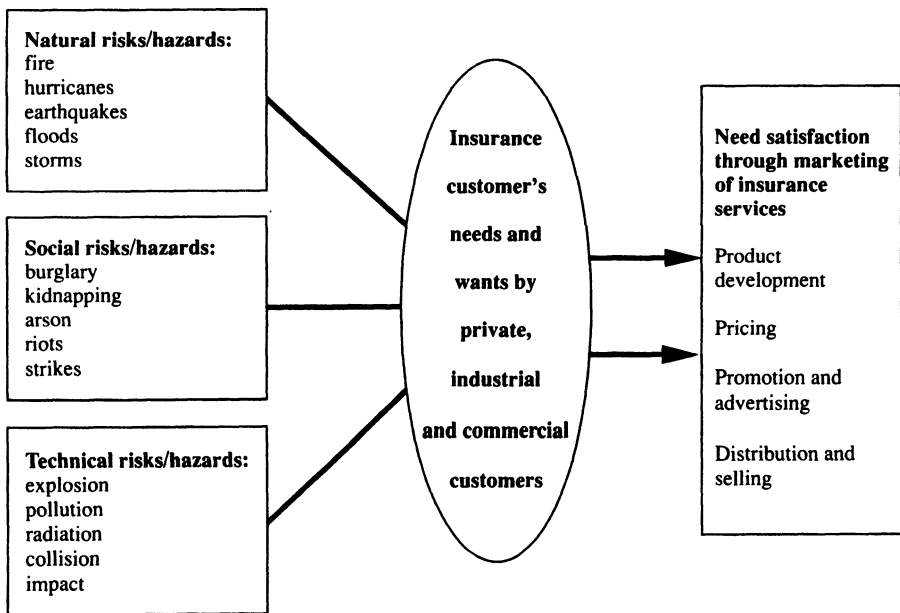 Natural risks/hazards:
fire
hurricanes
earthquakes
floods
storms
Social risks/hazards:
burglary
kidnapping
arson
riots
strikes
Technical risks/hazards:
explosion
pollution
radiation
collision
impact
Insurance
customer's
needs and
wants by
private,
industrial
and commercial
customers
Need satisfaction
through marketing
of insurance
services
Product
development
Pricing
Promotion and
advertising
Distribution and
selling